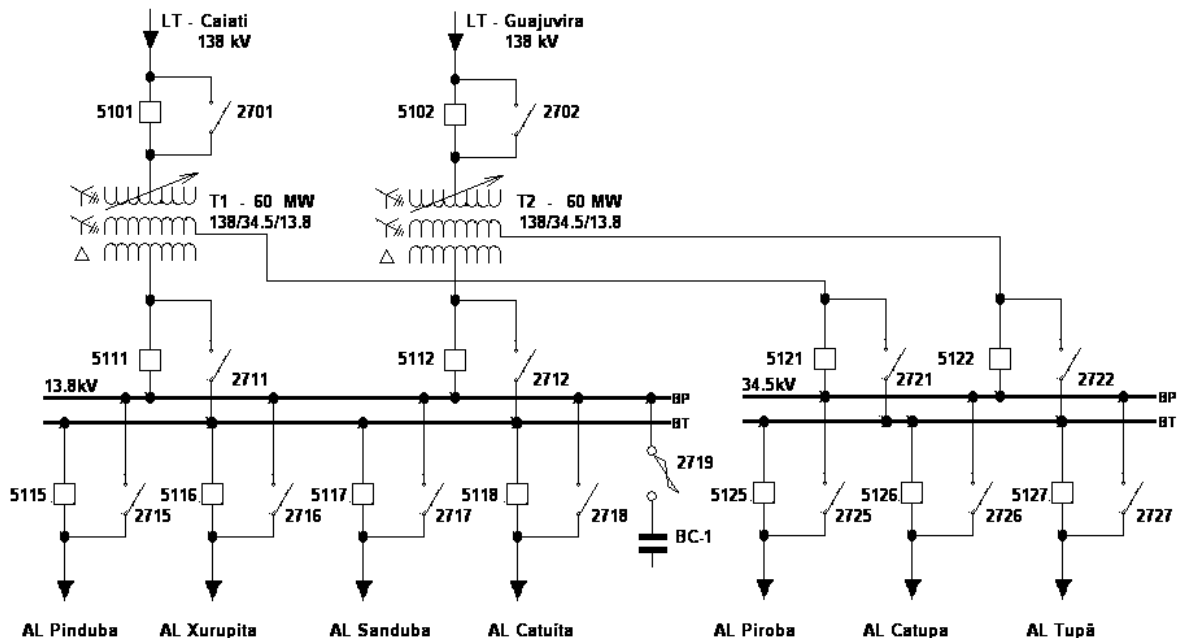 LT - Caiati
138 kV
LT - Guajuvira
138 kV
5101
2701
5102
2702
T1 - 60 MW
138/34.5/13.8
T2 - 60 MW
138/34.5/13.8
5111
2711
5112
2712
5121
2721
5122
2722
13.8kV
BP
BT
34.5kV
BP
BT
5115
2715
5116
2716
5117
2717
5118
2718
2719
BC-1
5125
2725
5126
2726
5127
2727
AL Pinduba
AL Xurupita
AL Sanduba
AL Catuíta
AL Piroba
AL Catupa
AL Tupã